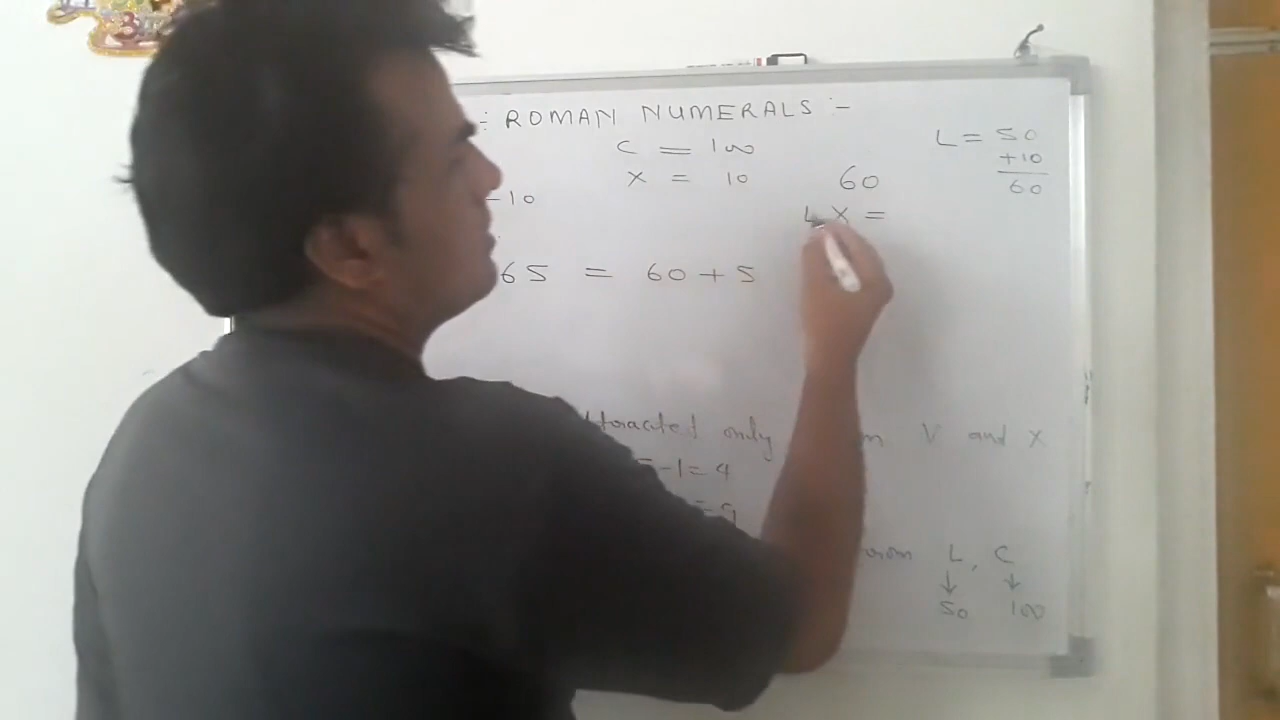 : ROMAN NUMERALS :-
C = 100
X = 10
L = 50
+10
60
-10
60
LX =
65 = 60 + 5
only V and X
-1 = 4
= 9
L, C
↓ ↓
50 100
3